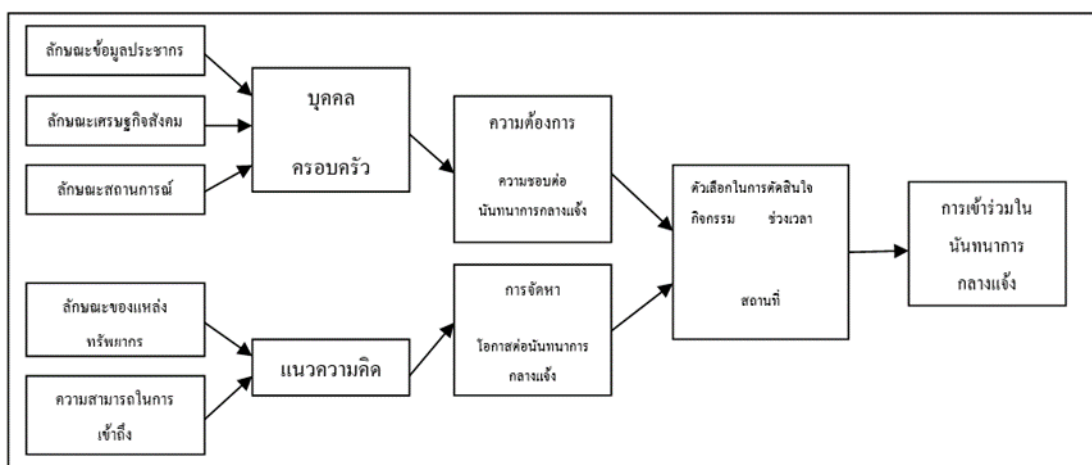 ลักษณะข้อมูลประชากร
ลักษณะเศรษฐกิจสังคม
ลักษณะสถานการณ์
บุคคล
ครอบครัว
ความต้องการ
ความชอบต่อ
นันทนาการกลางแจ้ง
ลักษณะของแหล่ง
ทรัพยากร
ความสามารถในการ
เข้าถึง
แนวความคิด
การจัดหา
โอกาสต่อนันทนาการ
กลางแจ้ง
ตัวเลือกในการตัดสินใจ
กิจกรรม ช่วงเวลา
สถานที่
การเข้าร่วมใน
นันทนาการ
กลางแจ้ง